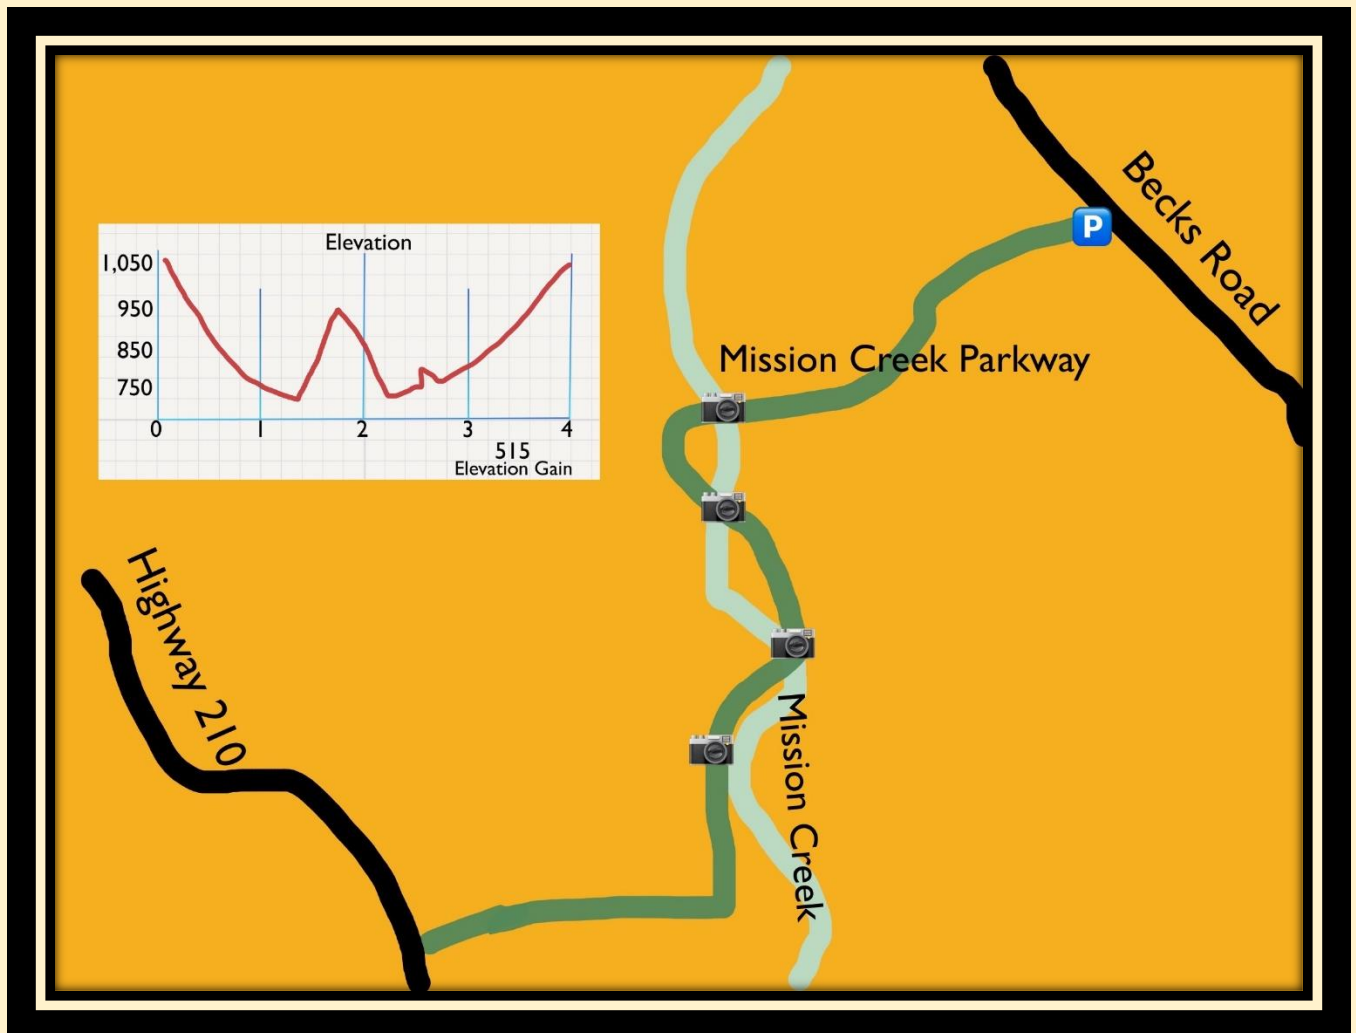 Becks Road
Elevation
1,050
950
850
750
0 1 2 3 4
515
Elevation Gain
P
Mission Creek Parkway
Highway 210
Mission Creek